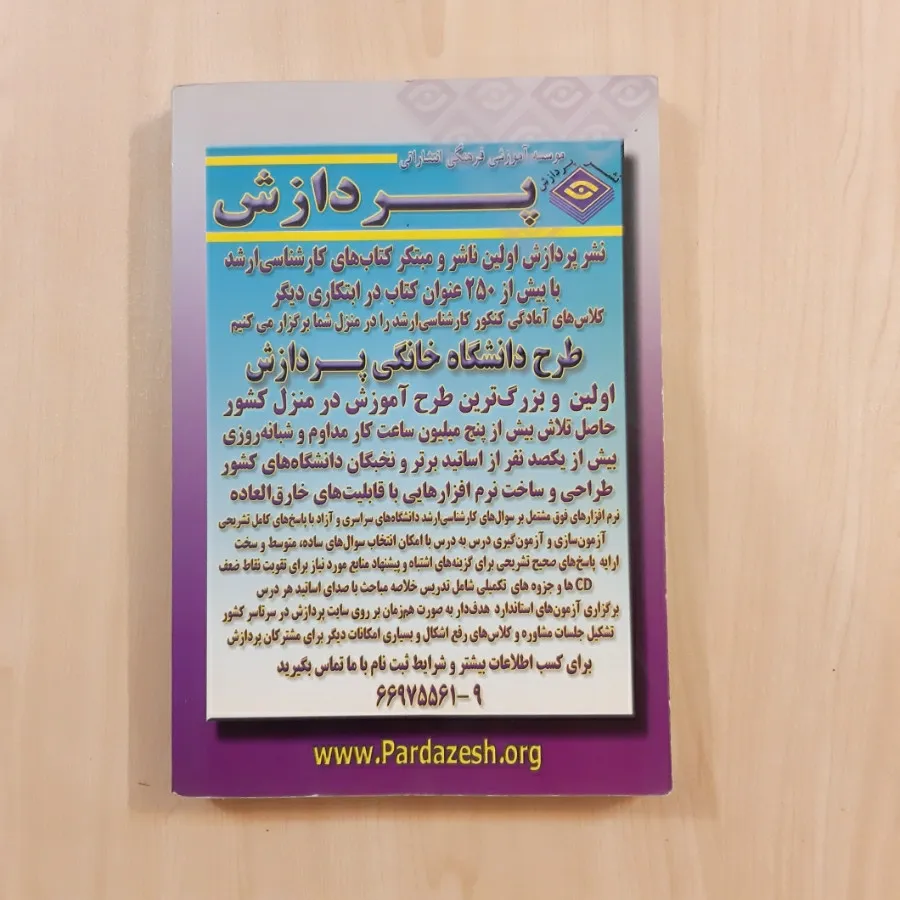 موسسه آموزشی فرهنگی انتشاراتی
نشر پردازش
پردازش
نشر پردازش اولین ناشر و مبتکر کتاب‌های کارشناسی‌ارشد
با بیش از ۲۵۰ عنوان کتاب در ابتکاری دیگر
کلاس‌های آمادگی کنکور کارشناسی‌ارشد را در منزل شما برگزار می کنیم
طرح دانشگاه خانگی پردازش
اولین و بزرگ‌ترین طرح آموزش در منزل کشور
حاصل تلاش بیش از پنج میلیون ساعت کار مداوم و شبانه‌روزی
بیش از یکصد نفر از اساتید برتر و نخبگان دانشگاه‌های کشور
طراحی و ساخت نرم افزارهایی با قابلیت‌های خارق‌العاده
نرم افزارهای فوق مشتمل بر سوال‌های کارشناسی‌ارشد دانشگاه‌های سراسری و آزاد با پاسخ‌های کامل تشریحی
آزمون‌سازی و آزمون‌گیری درس به درس با امکان انتخاب سوال‌های ساده، متوسط و سخت
ارایه پاسخ‌های صحیح تشریحی برای گزینه‌های اشتباه و پیشنهاد منابع مورد نیاز برای تقویت نقاط ضعف
CD ها و جزوه های تکمیلی شامل تدریس خلاصه مباحث با صدای اساتید هر درس
برگزاری آزمون‌های استاندارد هدف‌دار به صورت هم‌زمان بر روی سایت پردازش در سرتاسر کشور
تشکیل جلسات مشاوره و کلاس‌های رفع اشکال و بسیاری امکانات دیگر برای مشترکان پردازش
برای کسب اطلاعات بیشتر و شرایط ثبت نام با ما تماس بگیرید
۶۶۹۷۵۵۶۱-۹
www.Pardazesh.org